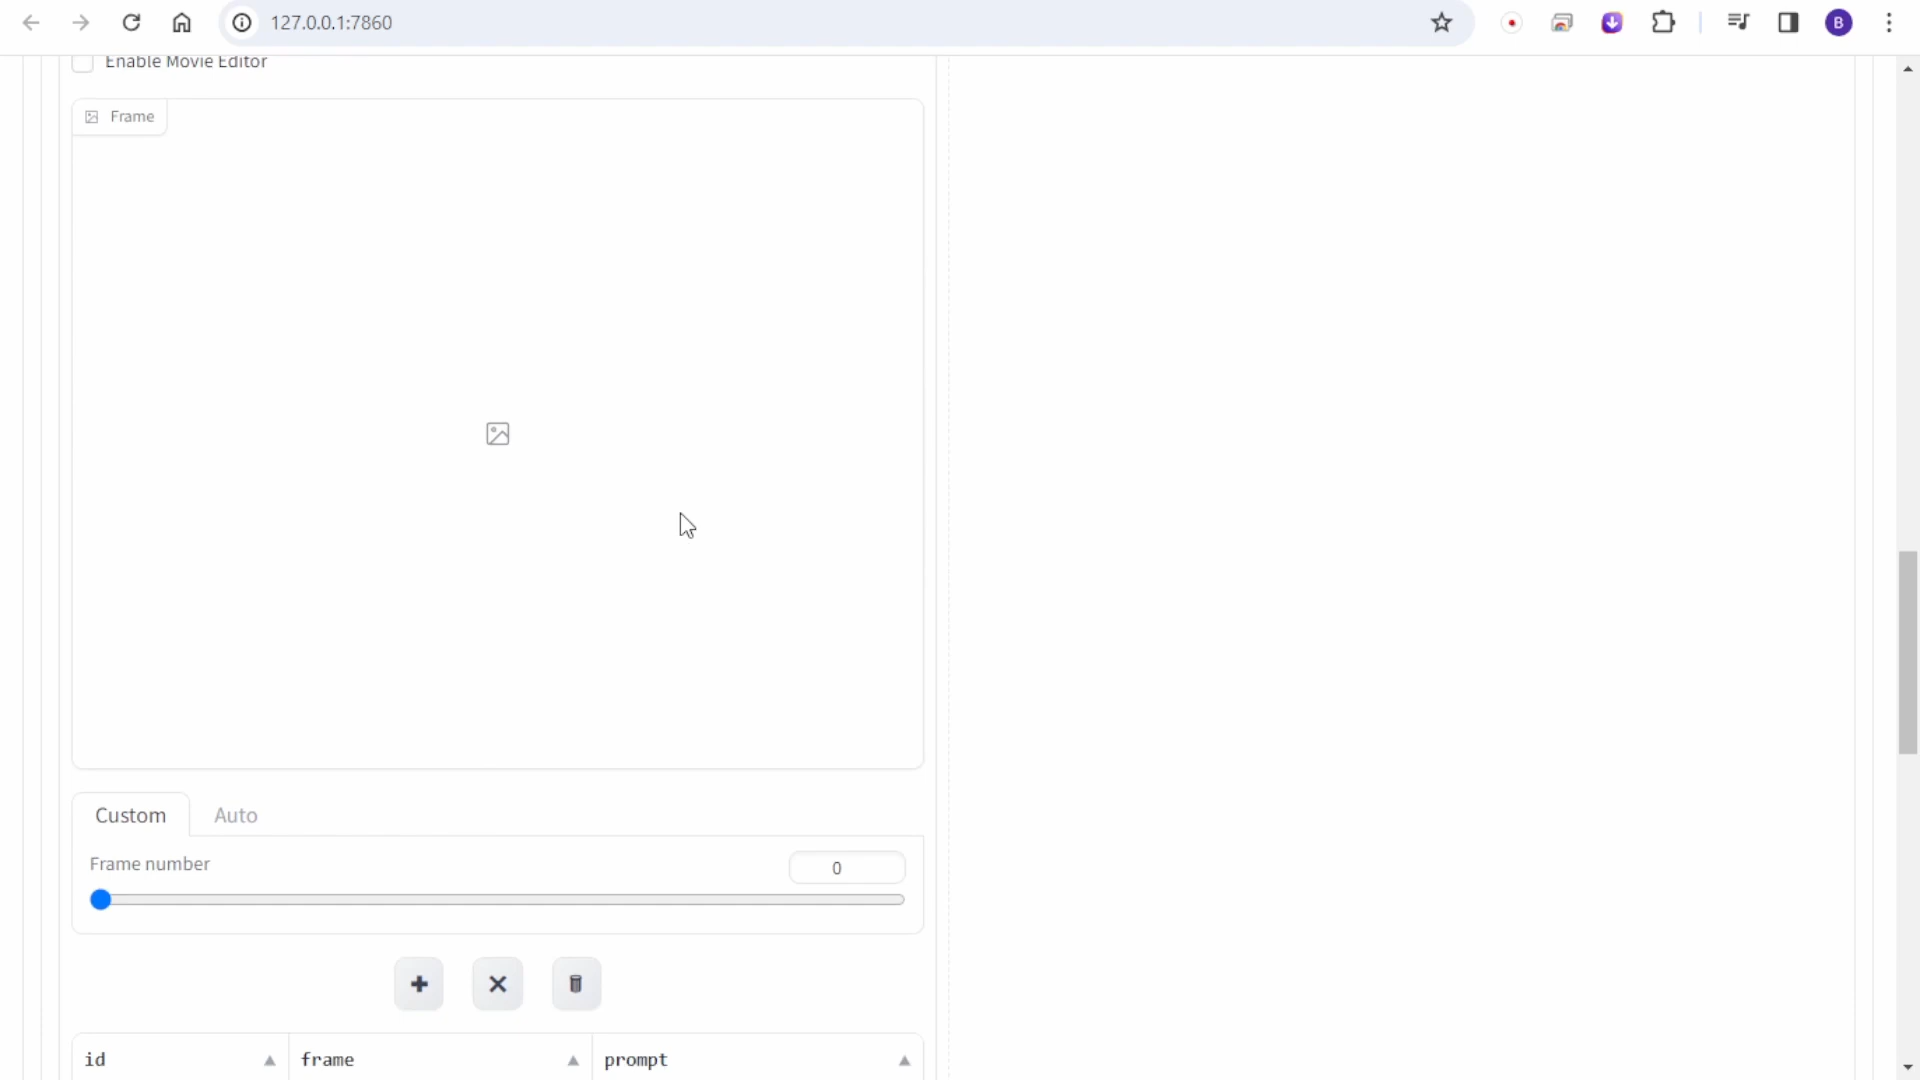 127.0.0.1:7860
B
Enable Movie Editor
Frame
Custom Auto
Frame number
0
id frame prompt